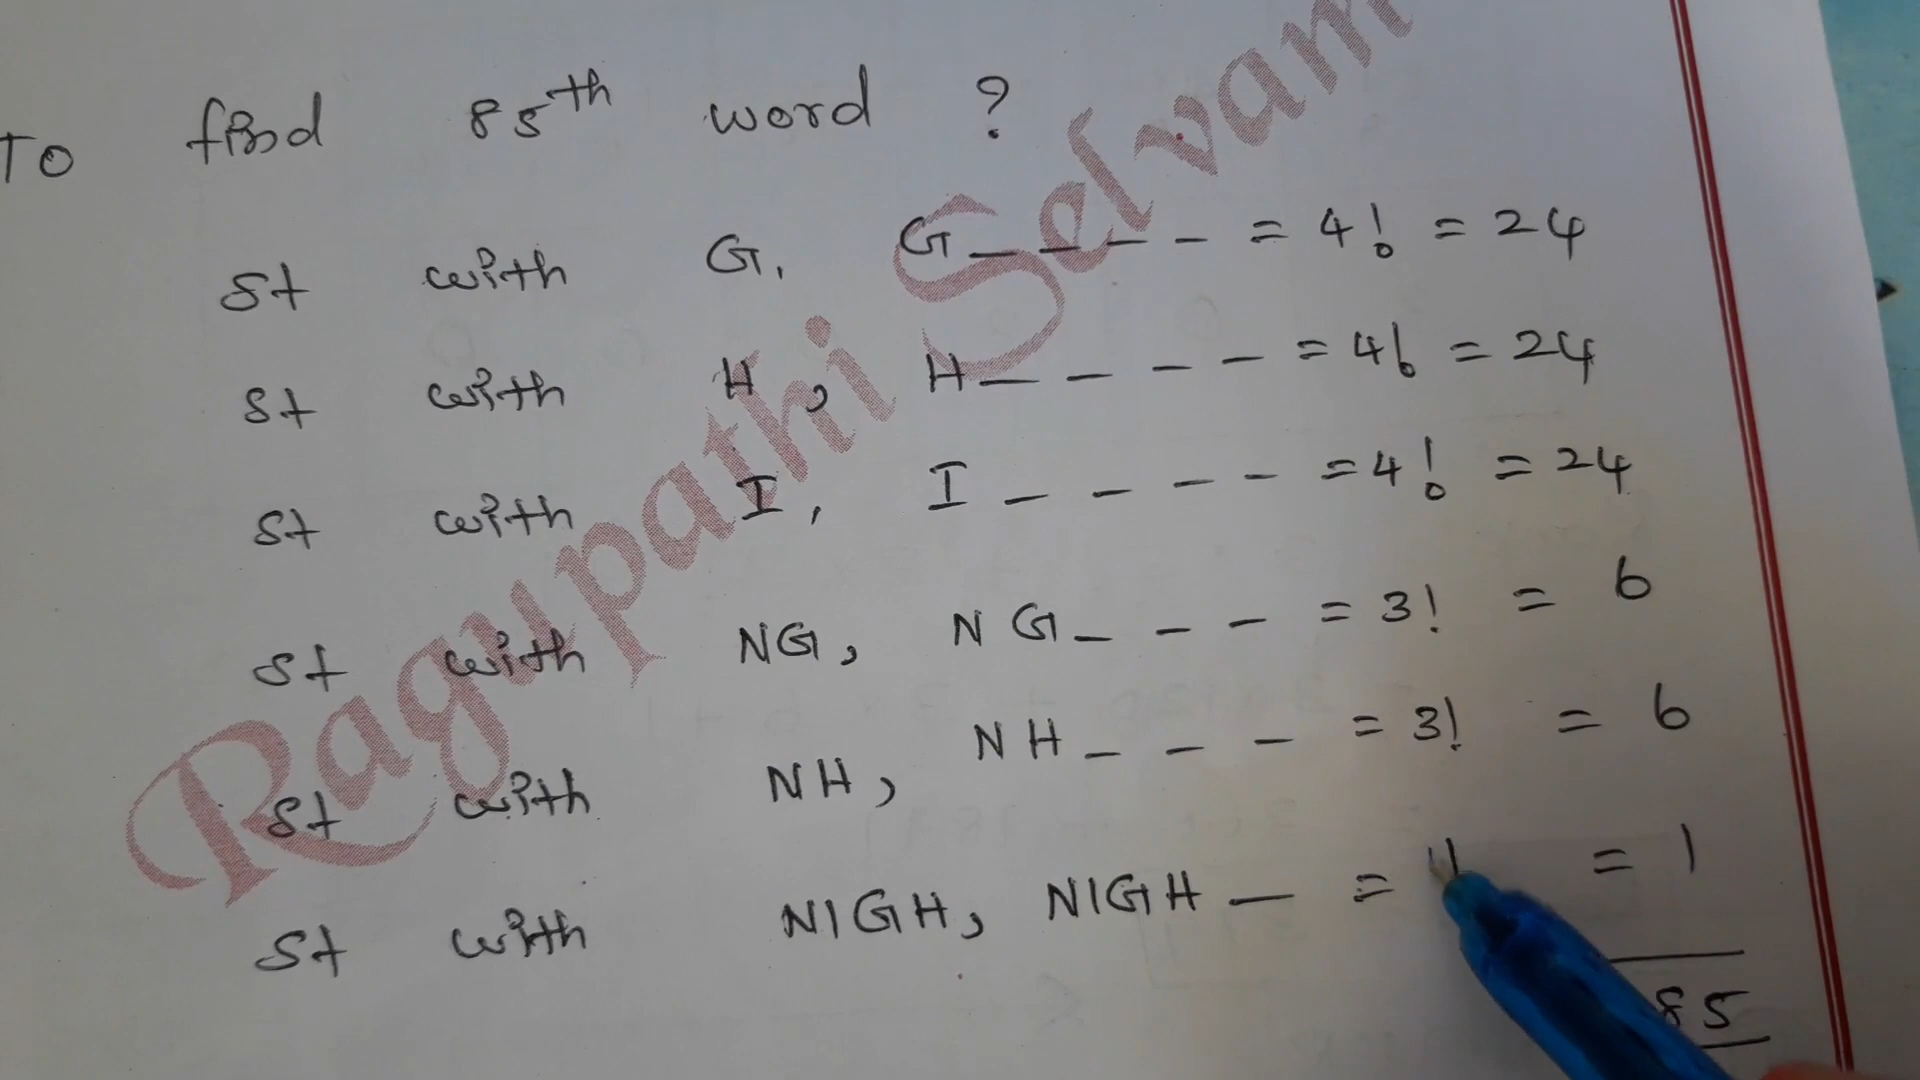 To find 85th word ?
St with G, G _ _ _ _ = 4! = 24
St with H, H _ _ _ _ = 4! = 24
St with I, I _ _ _ _ = 4! = 24
St with NG, NG _ _ _ = 3! = 6
St with NH, NH _ _ _ = 3! = 6
St with NIGH, NIGH _ = = 1
85
Ragupathi Selvam